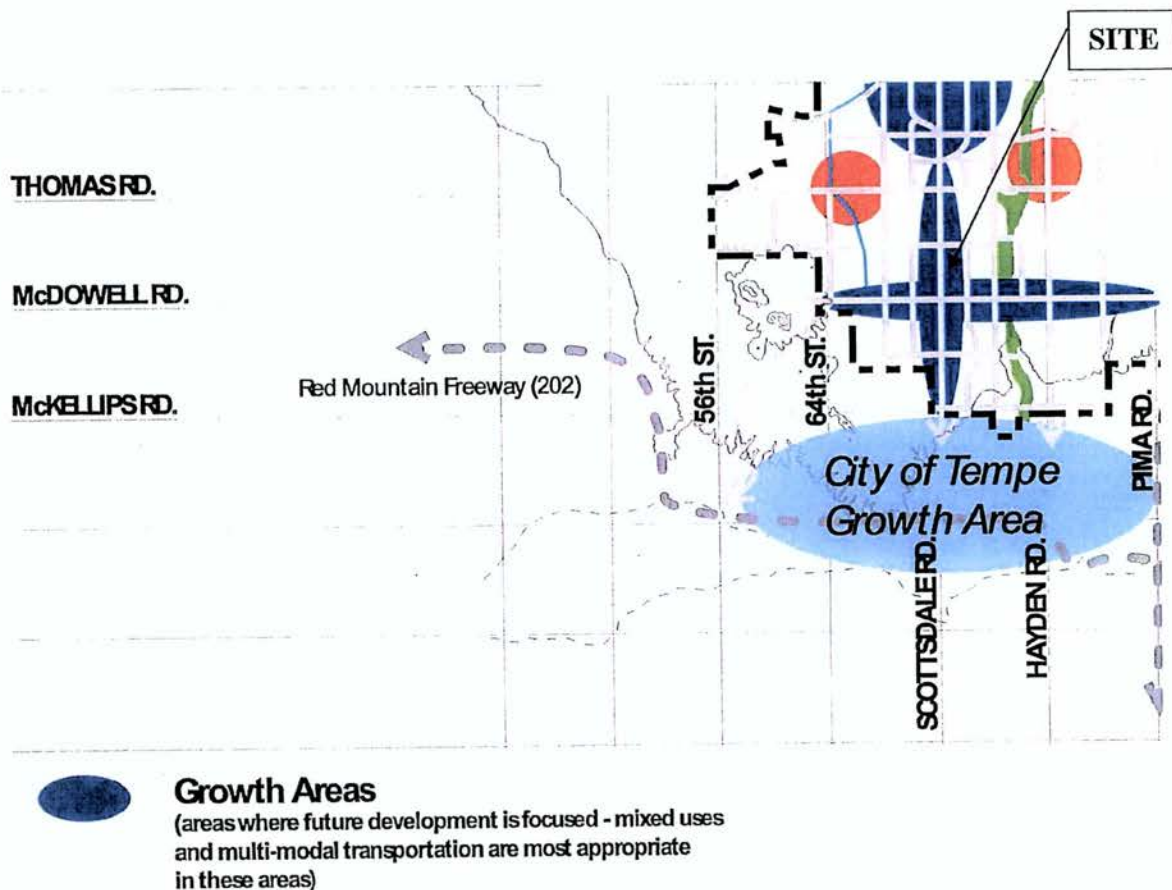 SITE
THOMAS RD.
McDOWELL RD.
McKELLIPS RD.
Red Mountain Freeway (202)
56th ST.
64th ST.
PIMA RD.
City of Tempe
Growth Area
SCOTTSDALE RD.
HAYDEN RD.
Growth Areas
(areas where future development is focused - mixed uses
and multi-modal transportation are most appropriate
in these areas)